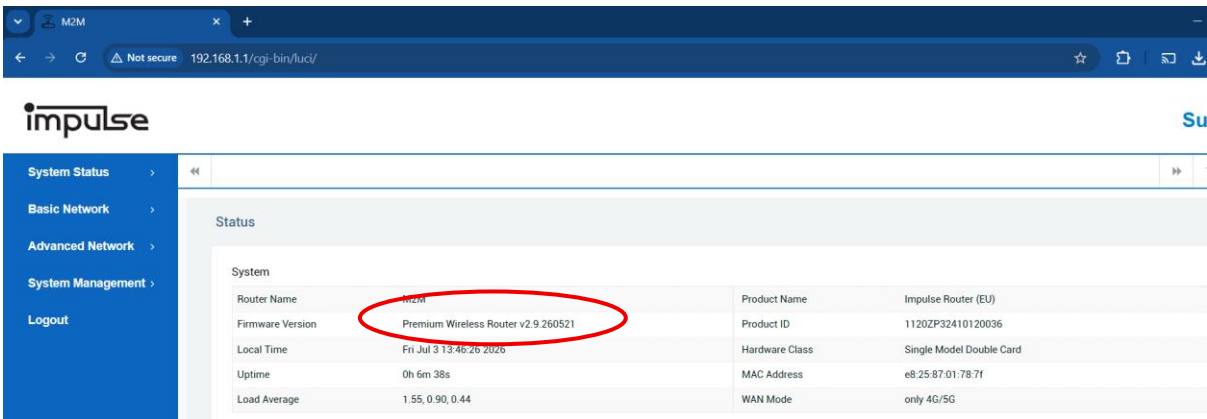 M2M
Not secure 192.168.1.1/cgi-bin/luci/
impulse
Su
System Status
Basic Network
Advanced Network
System Management
Logout
Status
System
Router Name M2M Product Name Impulse Router (EU)
Firmware Version Premium Wireless Router v2.9.260521 Product ID 1120ZP32410120036
Local Time Fri Jul 3 13:46:26 2026 Hardware Class Single Model Double Card
Uptime 0h 6m 38s MAC Address e8:25:87:01:78:7f
Load Average 1.55, 0.90, 0.44 WAN Mode only 4G/5G